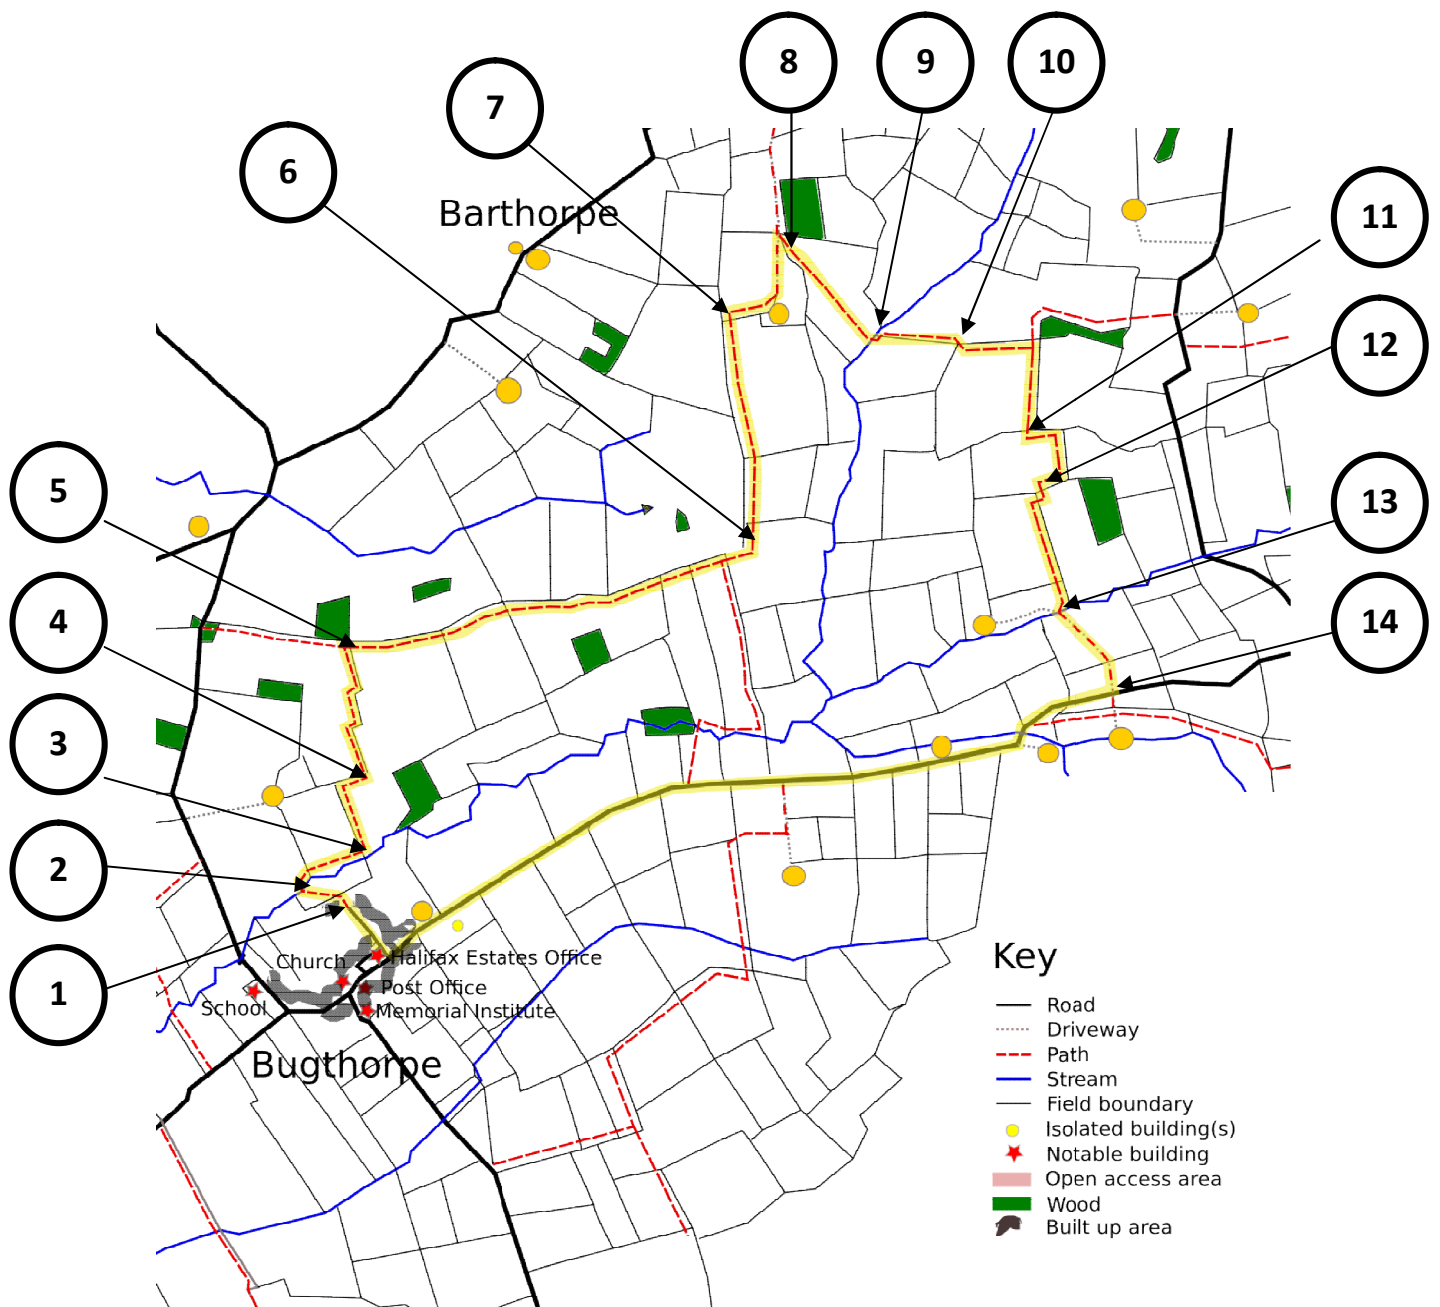 8
9
10
7
6
11
Barthorpe
12
5
13
4
14
3
2
Church
Halifax Estates Office
1
Post Office
School
Memorial Institute
Bugthorpe
Key
Road
Driveway
Path
Stream
Field boundary
Isolated building(s)
Notable building
Open access area
Wood
Built up area